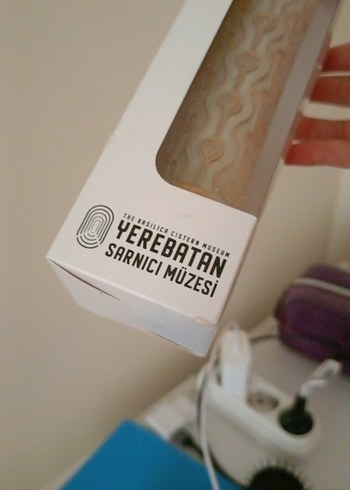 THE BASILICA CISTERN MUSEUM
YEREBATAN
SARNICI MÜZESİ